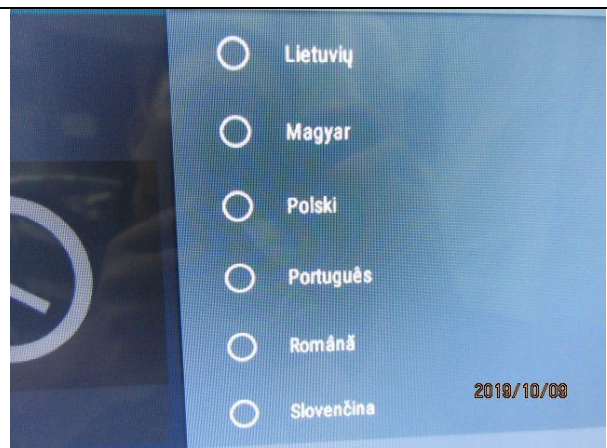 Lietuvių
Magyar
Polski
Português
Română
Slovenčina
2019/10/09